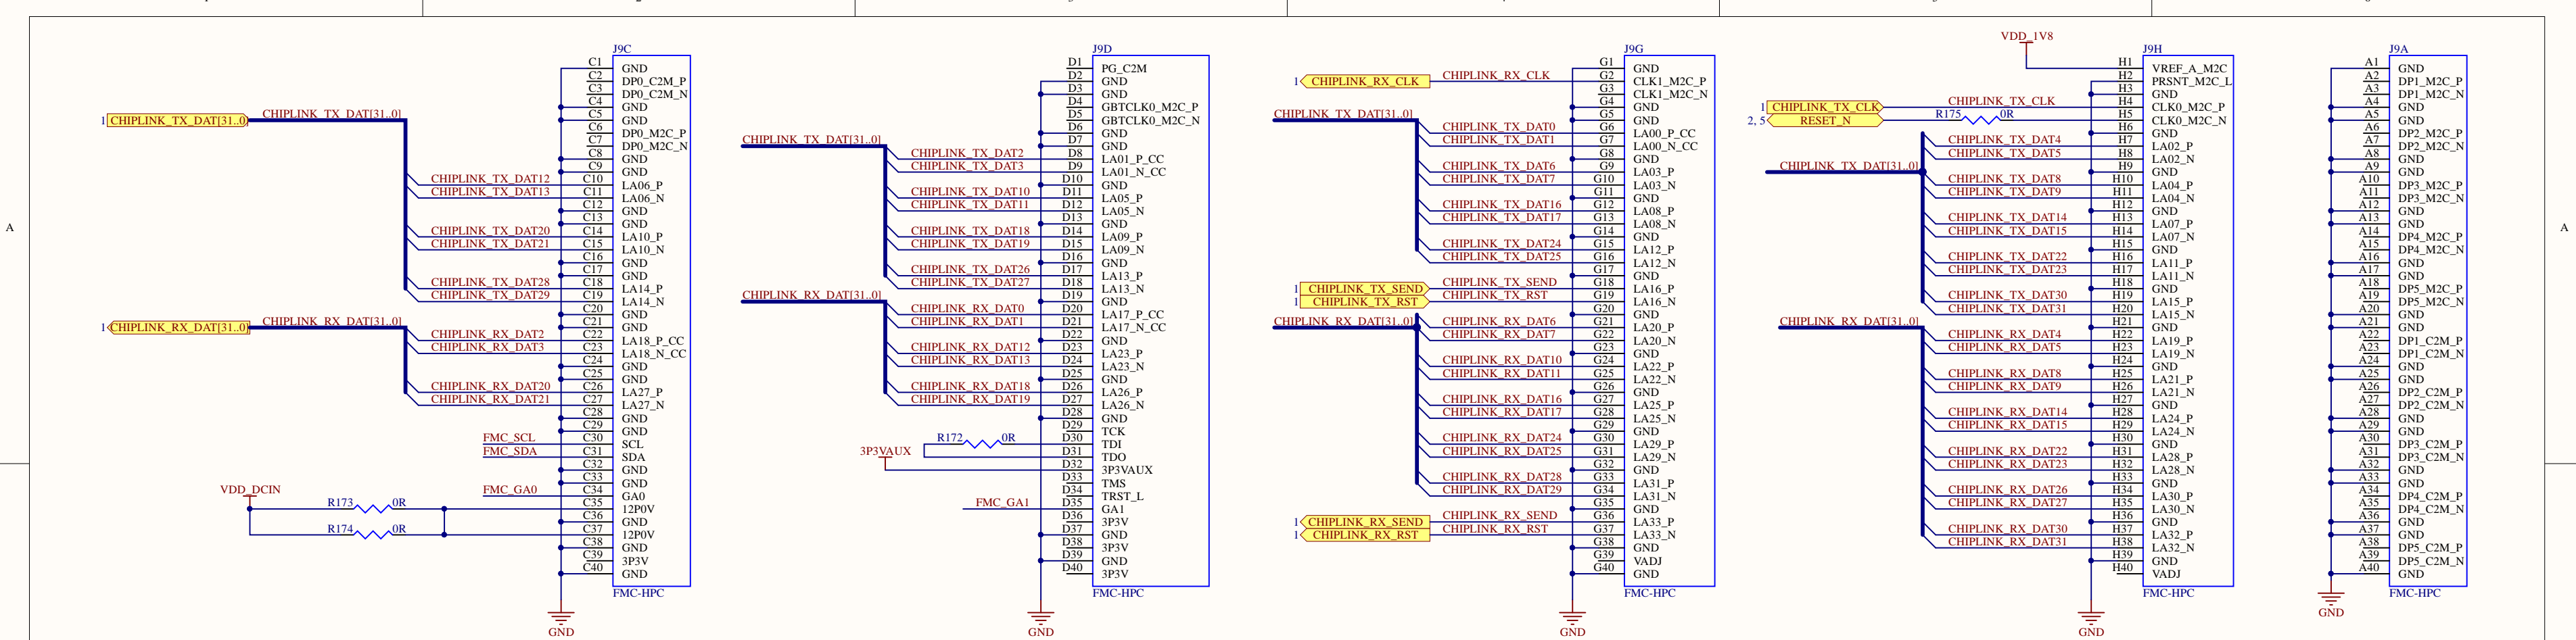 A
J9C
C1 GND
C2 DP0_C2M_P
C3 DP0_C2M_N
C4 GND
1 CHIPLINK_TX_DAT[31..0] CHIPLINK_TX_DAT[31..0] C5 GND
C6 DP0_M2C_P
C7 DP0_M2C_N
C8 GND
C9 GND
CHIPLINK_TX_DAT12 C10 LA06_P
CHIPLINK_TX_DAT13 C11 LA06_N
C12 GND
C13 GND
CHIPLINK_TX_DAT20 C14 LA10_P
CHIPLINK_TX_DAT21 C15 LA10_N
C16 GND
C17 GND
CHIPLINK_TX_DAT28 C18 LA14_P
CHIPLINK_TX_DAT29 C19 LA14_N
C20 GND
1 CHIPLINK_RX_DAT[31..0] CHIPLINK_RX_DAT[31..0] C21 GND
CHIPLINK_RX_DAT2 C22 LA18_P_CC
CHIPLINK_RX_DAT3 C23 LA18_N_CC
C24 GND
C25 GND
CHIPLINK_RX_DAT20 C26 LA27_P
CHIPLINK_RX_DAT21 C27 LA27_N
C28 GND
C29 GND
FMC_SCL C30 SCL
FMC_SDA C31 SDA
C32 GND
C33 GND
VDD_DCIN FMC_GA0 C34 GA0
R173 0R C35 12P0V
C36 GND
R174 0R C37 12P0V
C38 GND
C39 3P3V
C40 GND
FMC-HPC
GND
J9D
D1 PG_C2M
D2 GND
D3 GND
D4 GBTCLK0_M2C_P
D5 GBTCLK0_M2C_N
D6 GND
CHIPLINK_TX_DAT[31..0] D7 GND
CHIPLINK_TX_DAT2 D8 LA01_P_CC
CHIPLINK_TX_DAT3 D9 LA01_N_CC
D10 GND
CHIPLINK_TX_DAT10 D11 LA05_P
CHIPLINK_TX_DAT11 D12 LA05_N
D13 GND
CHIPLINK_TX_DAT18 D14 LA09_P
CHIPLINK_TX_DAT19 D15 LA09_N
D16 GND
CHIPLINK_TX_DAT26 D17 LA13_P
CHIPLINK_TX_DAT27 D18 LA13_N
CHIPLINK_RX_DAT[31..0] D19 GND
CHIPLINK_RX_DAT0 D20 LA17_P_CC
CHIPLINK_RX_DAT1 D21 LA17_N_CC
D22 GND
CHIPLINK_RX_DAT12 D23 LA23_P
CHIPLINK_RX_DAT13 D24 LA23_N
D25 GND
CHIPLINK_RX_DAT18 D26 LA26_P
CHIPLINK_RX_DAT19 D27 LA26_N
D28 GND
D29 TCK
R172 0R D30 TDI
3P3VAUX D31 TDO
D32 3P3VAUX
D33 TMS
D34 TRST_L
FMC_GA1 D35 GA1
D36 3P3V
D37 GND
D38 3P3V
D39 GND
D40 3P3V
FMC-HPC
GND
J9G
G1 GND
1 CHIPLINK_RX_CLK CHIPLINK_RX_CLK G2 CLK1_M2C_P
G3 CLK1_M2C_N
G4 GND
CHIPLINK_TX_DAT[31..0] G5 GND
CHIPLINK_TX_DAT0 G6 LA00_P_CC
CHIPLINK_TX_DAT1 G7 LA00_N_CC
G8 GND
CHIPLINK_TX_DAT6 G9 LA03_P
CHIPLINK_TX_DAT7 G10 LA03_N
G11 GND
CHIPLINK_TX_DAT16 G12 LA08_P
CHIPLINK_TX_DAT17 G13 LA08_N
G14 GND
CHIPLINK_TX_DAT24 G15 LA12_P
CHIPLINK_TX_DAT25 G16 LA12_N
G17 GND
1 CHIPLINK_TX_SEND CHIPLINK_TX_SEND G18 LA16_P
1 CHIPLINK_TX_RST CHIPLINK_TX_RST G19 LA16_N
G20 GND
CHIPLINK_RX_DAT[31..0] CHIPLINK_RX_DAT6 G21 LA20_P
CHIPLINK_RX_DAT7 G22 LA20_N
G23 GND
CHIPLINK_RX_DAT10 G24 LA22_P
CHIPLINK_RX_DAT11 G25 LA22_N
G26 GND
CHIPLINK_RX_DAT16 G27 LA25_P
CHIPLINK_RX_DAT17 G28 LA25_N
G29 GND
CHIPLINK_RX_DAT24 G30 LA29_P
CHIPLINK_RX_DAT25 G31 LA29_N
G32 GND
CHIPLINK_RX_DAT28 G33 LA31_P
CHIPLINK_RX_DAT29 G34 LA31_N
G35 GND
1 CHIPLINK_RX_SEND CHIPLINK_RX_SEND G36 LA33_P
1 CHIPLINK_RX_RST CHIPLINK_RX_RST G37 LA33_N
G38 GND
G39 VADJ
G40 GND
FMC-HPC
GND
VDD_1V8
J9H
H1 VREF_A_M2C
H2 PRSNT_M2C_L
H3 GND
1 CHIPLINK_TX_CLK CHIPLINK_TX_CLK H4 CLK0_M2C_P
2, 5 RESET_N R175 0R H5 CLK0_M2C_N
H6 GND
CHIPLINK_TX_DAT4 H7 LA02_P
CHIPLINK_TX_DAT5 H8 LA02_N
CHIPLINK_TX_DAT[31..0] H9 GND
CHIPLINK_TX_DAT8 H10 LA04_P
CHIPLINK_TX_DAT9 H11 LA04_N
H12 GND
CHIPLINK_TX_DAT14 H13 LA07_P
CHIPLINK_TX_DAT15 H14 LA07_N
H15 GND
CHIPLINK_TX_DAT22 H16 LA11_P
CHIPLINK_TX_DAT23 H17 LA11_N
H18 GND
CHIPLINK_TX_DAT30 H19 LA15_P
CHIPLINK_TX_DAT31 H20 LA15_N
CHIPLINK_RX_DAT[31..0] H21 GND
CHIPLINK_RX_DAT4 H22 LA19_P
CHIPLINK_RX_DAT5 H23 LA19_N
H24 GND
CHIPLINK_RX_DAT8 H25 LA21_P
CHIPLINK_RX_DAT9 H26 LA21_N
H27 GND
CHIPLINK_RX_DAT14 H28 LA24_P
CHIPLINK_RX_DAT15 H29 LA24_N
H30 GND
CHIPLINK_RX_DAT22 H31 LA28_P
CHIPLINK_RX_DAT23 H32 LA28_N
H33 GND
CHIPLINK_RX_DAT26 H34 LA30_P
CHIPLINK_RX_DAT27 H35 LA30_N
H36 GND
CHIPLINK_RX_DAT30 H37 LA32_P
CHIPLINK_RX_DAT31 H38 LA32_N
H39 GND
H40 VADJ
FMC-HPC
GND
J9A
A1 GND
A2 DP1_M2C_P
A3 DP1_M2C_N
A4 GND
A5 GND
A6 DP2_M2C_P
A7 DP2_M2C_N
A8 GND
A9 GND
A10 DP3_M2C_P
A11 DP3_M2C_N
A12 GND
A13 GND
A14 DP4_M2C_P
A15 DP4_M2C_N
A16 GND
A17 GND
A18 DP5_M2C_P
A19 DP5_M2C_N
A20 GND
A21 GND
A22 DP1_C2M_P
A23 DP1_C2M_N
A24 GND
A25 GND
A26 DP2_C2M_P
A27 DP2_C2M_N
A28 GND
A29 GND
A30 DP3_C2M_P
A31 DP3_C2M_N
A32 GND
A33 GND
A34 DP4_C2M_P
A35 DP4_C2M_N
A36 GND
A37 GND
A38 DP5_C2M_P
A39 DP5_C2M_N
A40 GND
FMC-HPC
GND
A